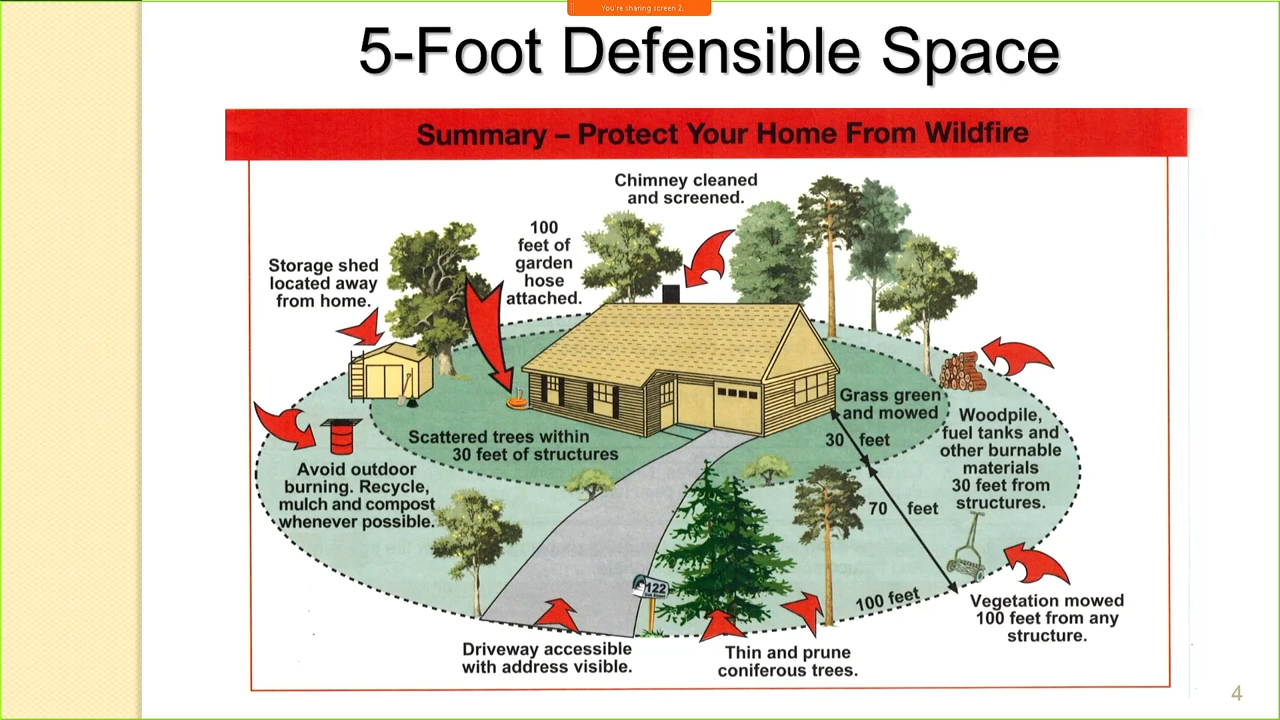 You're sharing screen 2.
5-Foot Defensible Space
Summary – Protect Your Home From Wildfire
Chimney cleaned
and screened.
100
feet of
garden
hose
attached.
Storage shed
located away
from home.
Grass green
and mowed
30 feet
Scattered trees within
30 feet of structures
Woodpile,
fuel tanks and
other burnable
materials
30 feet from
structures.
Avoid outdoor
burning. Recycle,
mulch and compost
whenever possible.
70 feet
122
100 feet
Vegetation mowed
100 feet from any
structure.
Driveway accessible
with address visible.
Thin and prune
coniferous trees.
4